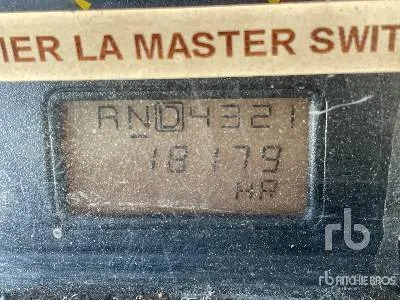 IER LA MASTER SWIT
RND4321
18179
HR
rb
RITCHIE BROS.